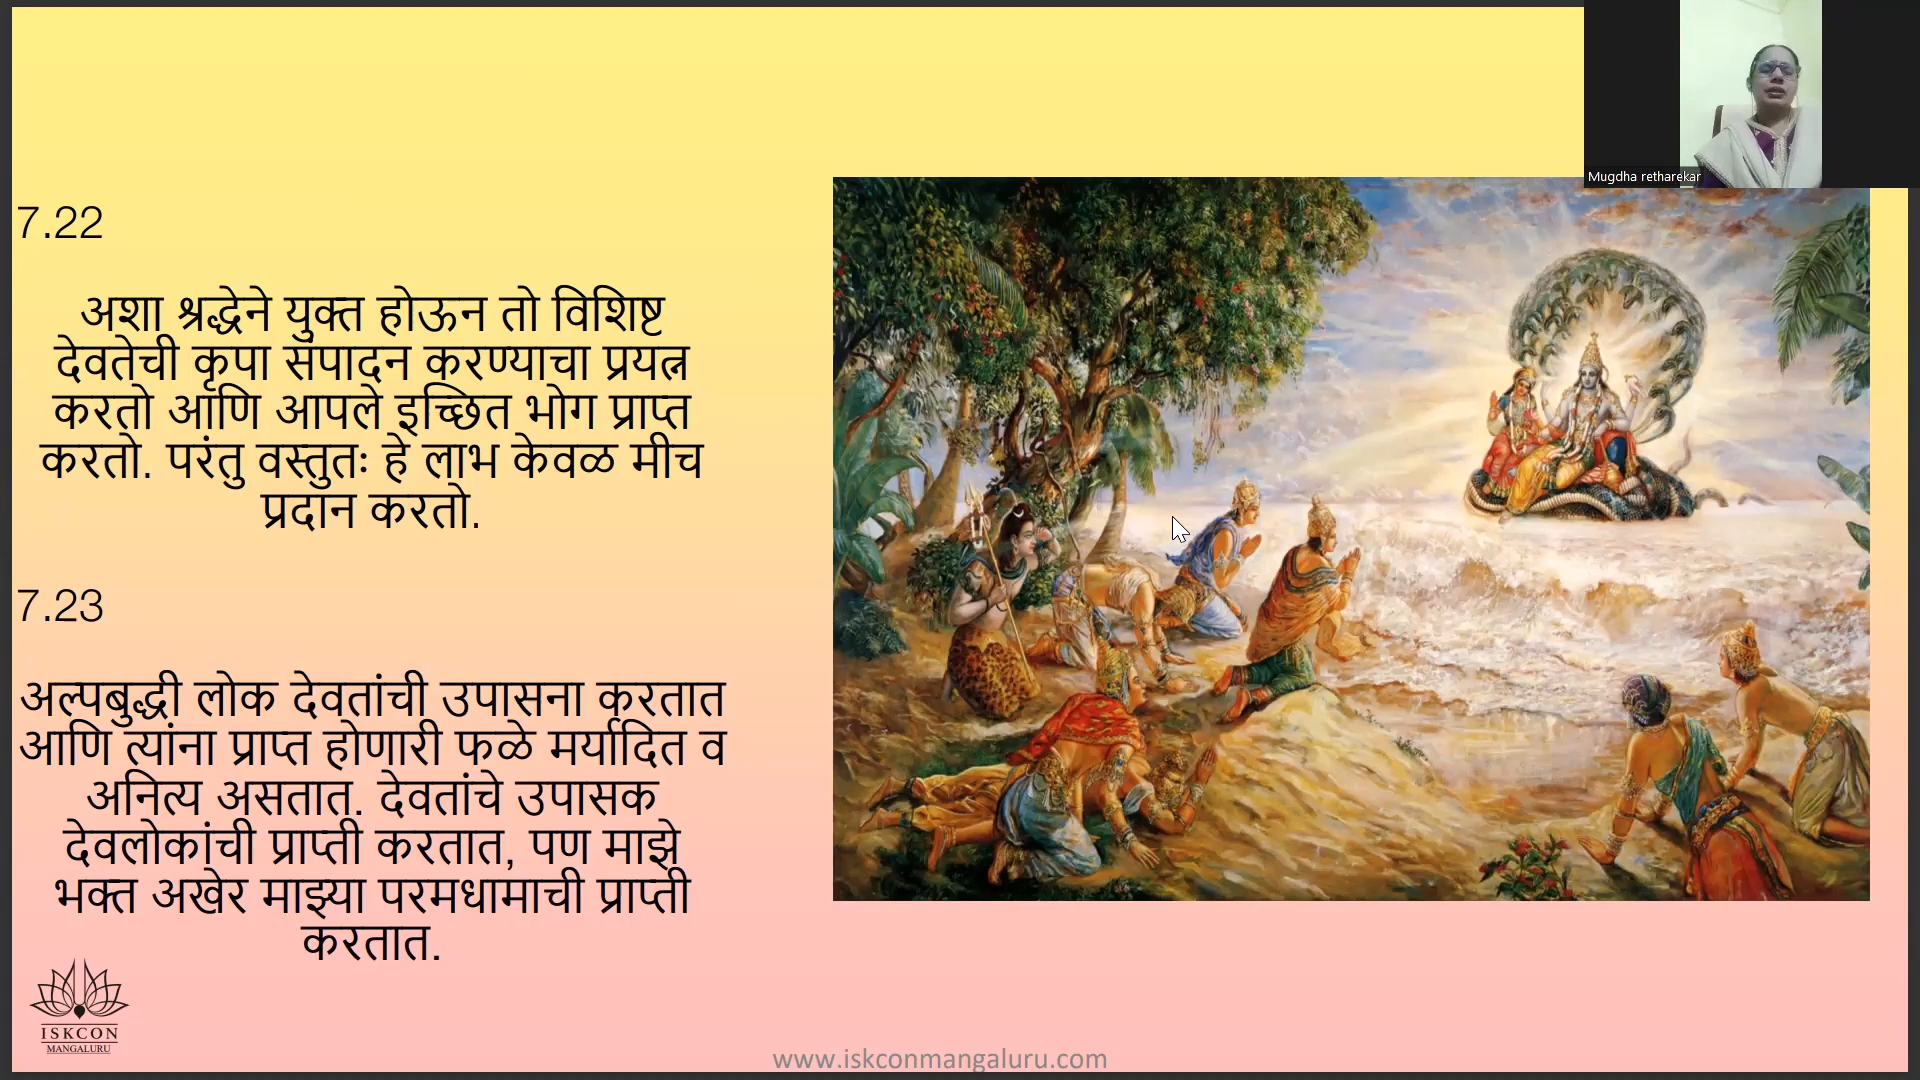 Mugdha retharekar
7.22
अशा श्रद्धेने युक्त होऊन तो विशिष्ट
देवतेची कृपा संपादन करण्याचा प्रयत्न
करतो आणि आपले इच्छित भोग प्राप्त
करतो. परंतु वस्तुतः हे लाभ केवळ मीच
प्रदान करतो.
7.23
अल्पबुद्धी लोक देवतांची उपासना करतात
आणि त्यांना प्राप्त होणारी फळे मर्यादित व
अनित्य असतात. देवतांचे उपासक
देवलोकांची प्राप्ती करतात, पण माझे
भक्त अखेर माझ्या परमधामाची प्राप्ती
करतात.
ISKCON
MANGALURU
www.iskconmangaluru.com